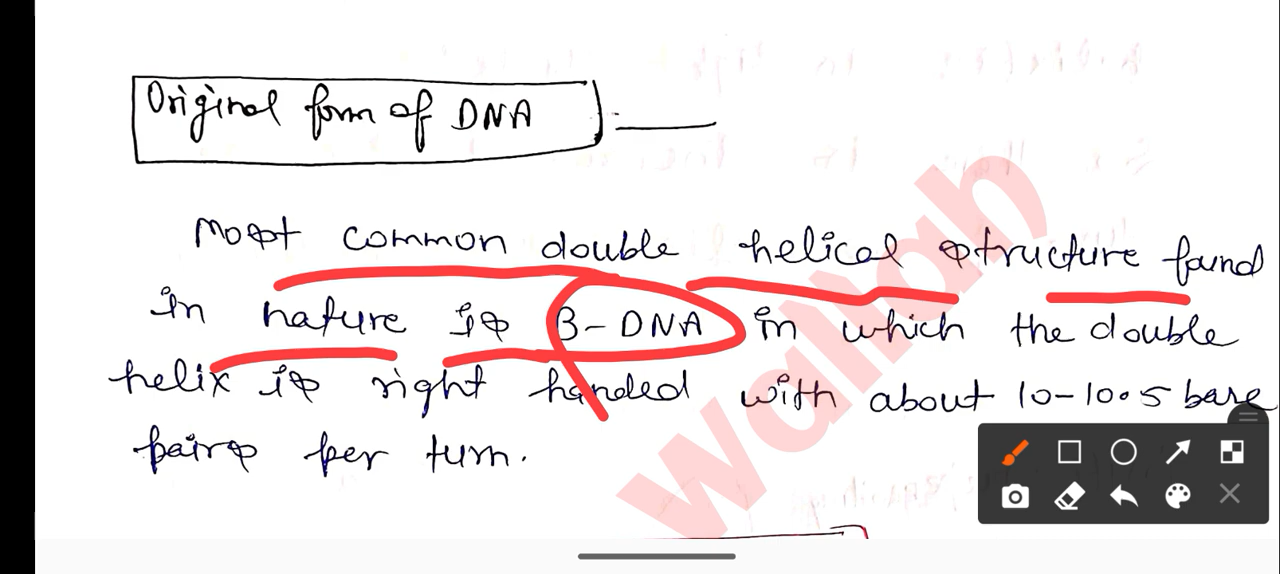 Original form of DNA
Most common double helical structure found
in nature is B-DNA in which the double
helix is right handed with about 10-10.5 base
pairs per turn.
wallah